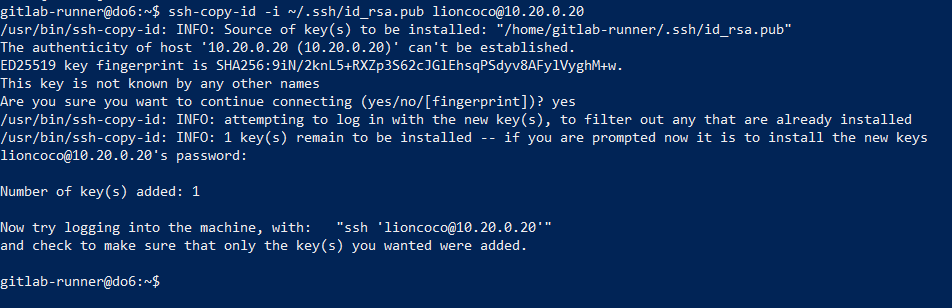 gitlab-runner@do6:~$ ssh-copy-id -i ~/.ssh/id_rsa.pub lioncoco@10.20.0.20
/usr/bin/ssh-copy-id: INFO: Source of key(s) to be installed: "/home/gitlab-runner/.ssh/id_rsa.pub"
The authenticity of host '10.20.0.20 (10.20.0.20)' can't be established.
ED25519 key fingerprint is SHA256:9iN/2knL5+RXZp3S62cJGlEhsqPSdyv8AFylVyghM+w.
This key is not known by any other names
Are you sure you want to continue connecting (yes/no/[fingerprint])? yes
/usr/bin/ssh-copy-id: INFO: attempting to log in with the new key(s), to filter out any that are already installed
/usr/bin/ssh-copy-id: INFO: 1 key(s) remain to be installed -- if you are prompted now it is to install the new keys
lioncoco@10.20.0.20's password:
Number of key(s) added: 1
Now try logging into the machine, with:   "ssh 'lioncoco@10.20.0.20'"
and check to make sure that only the key(s) you wanted were added.
gitlab-runner@do6:~$